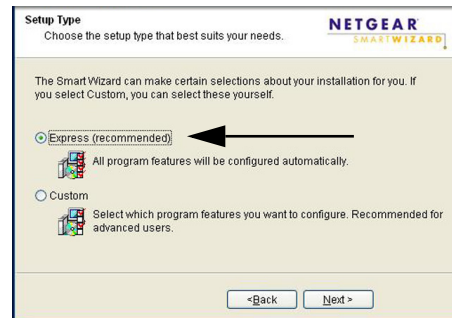 Setup Type
Choose the setup type that best suits your needs.
NETGEAR
SMARTWIZARD
The Smart Wizard can make certain selections about your installation for you. If
you select Custom, you can select these yourself.
Express (recommended)
All program features will be configured automatically.
Custom
Select which program features you want to configure. Recommended for
advanced users.
<Back
Next >